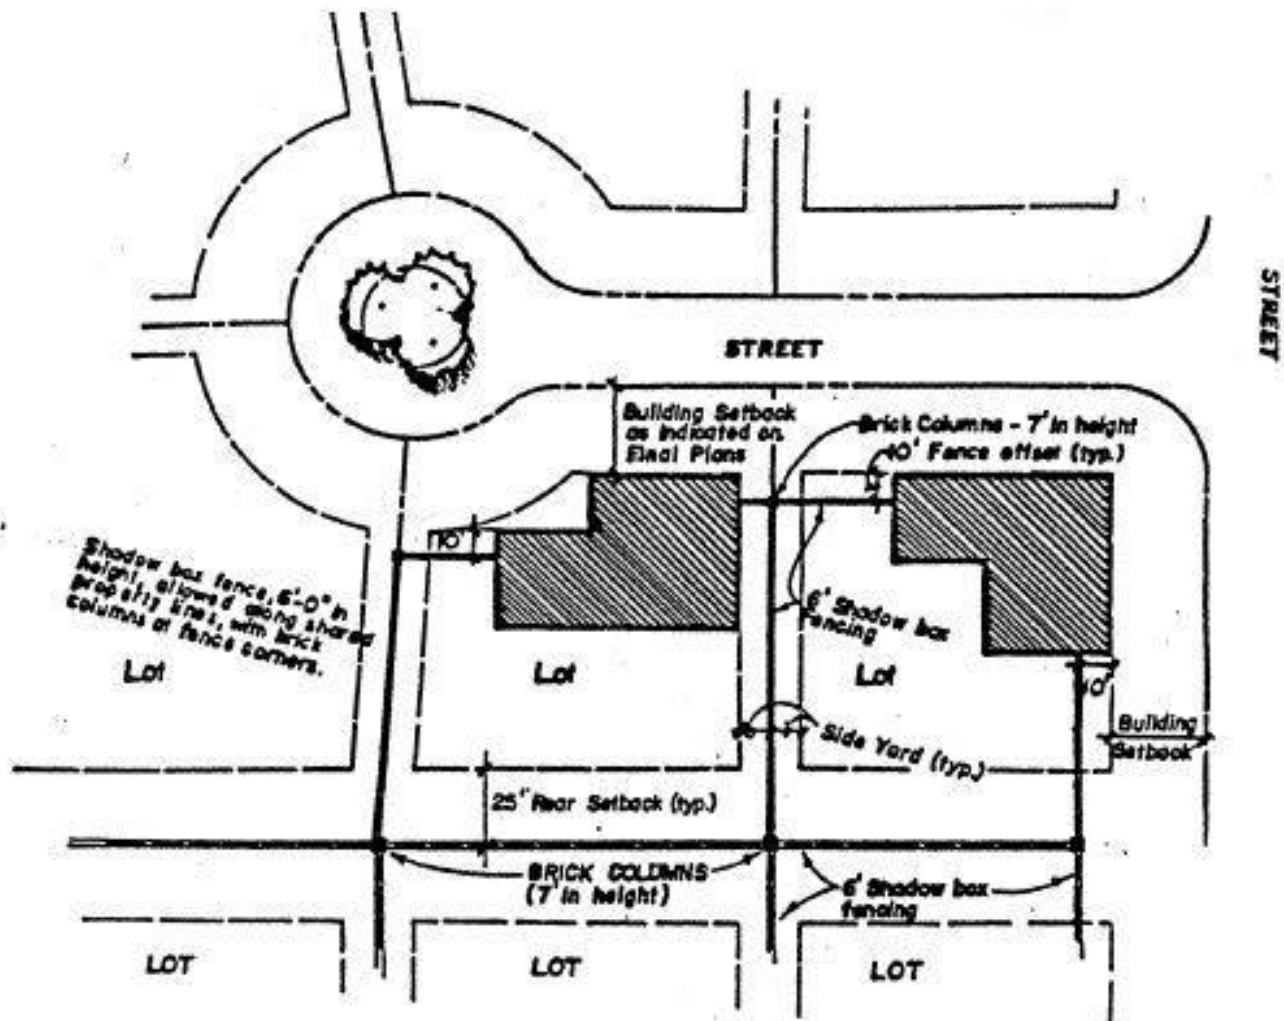 STREET
STREET
Building Setback
as indicated on
Final Plans
Brick Columns - 7' in height
10' Fence offset (typ.)
10'
Shadow box fence, 6'-0" in
height, allowed along shared
property lines, with brick
columns at fence corners.
6' Shadow box
fencing
Lot
Lot
Lot
10'
Side Yard (typ.)
Building
Setback
25' Rear Setback (typ.)
BRICK COLUMNS
(7' in height)
6' Shadow box
fencing
LOT
LOT
LOT